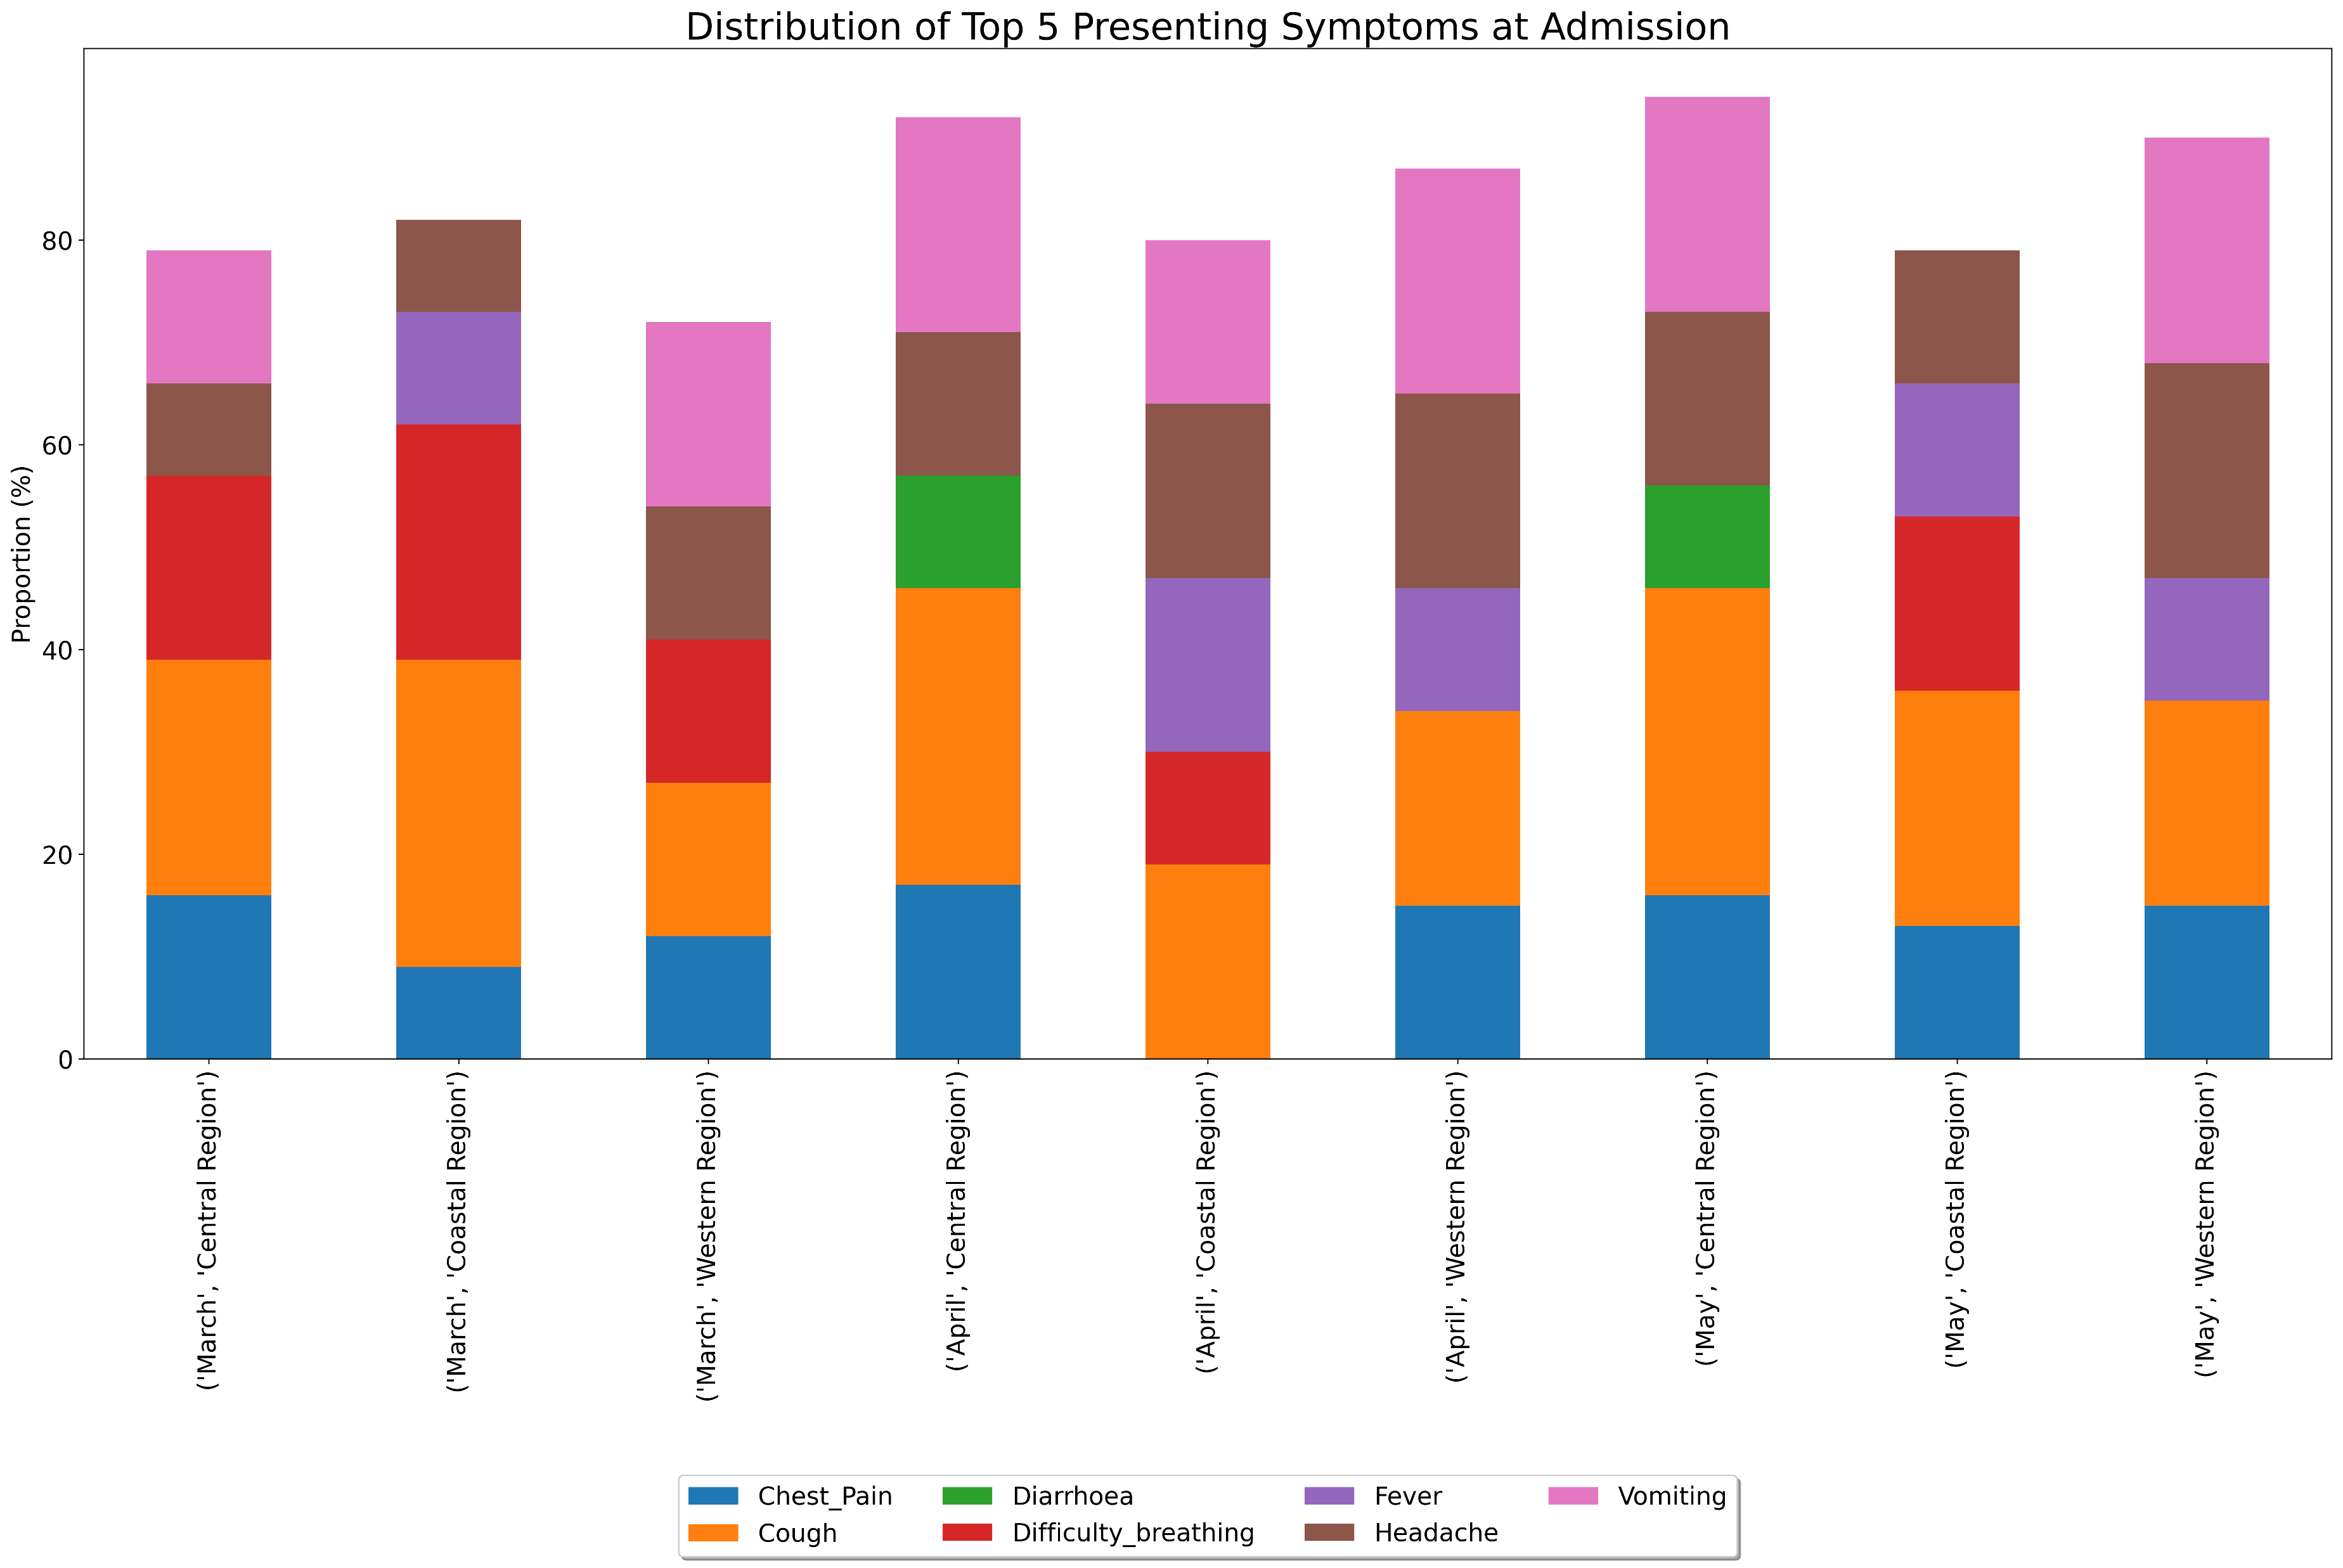 Distribution of Top 5 Presenting Symptoms at Admission
Proportion (%)
80
60
40
20
0
('March', 'Central Region')
('March', 'Coastal Region')
('March', 'Western Region')
('April', 'Central Region')
('April', 'Coastal Region')
('April', 'Western Region')
('May', 'Central Region')
('May', 'Coastal Region')
('May', 'Western Region')
Chest_Pain
Cough
Diarrhoea
Difficulty_breathing
Fever
Headache
Vomiting